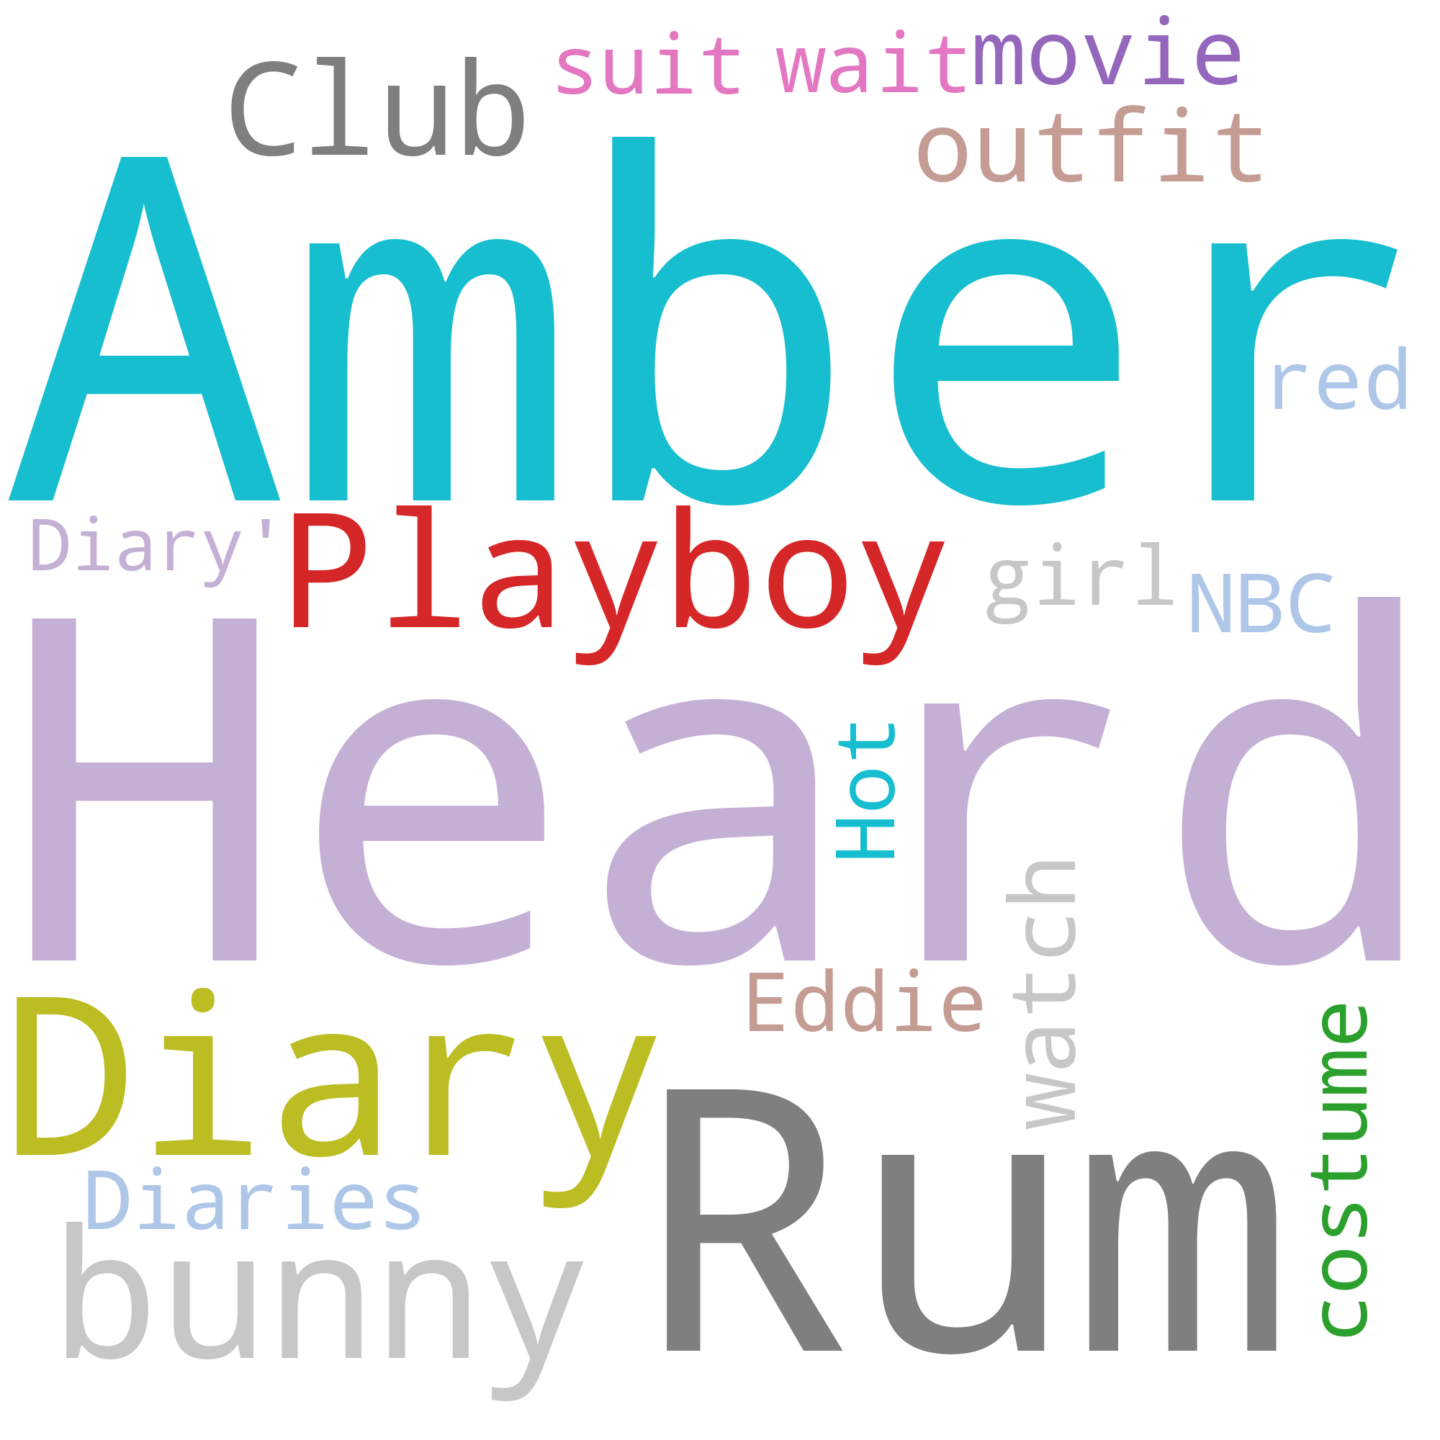 movie
suit wait
Club
outfit
Amber
red
Diary'
Playboy
girl
NBC
Heard
Hot
watch
Eddie
Diary
costume
Rum
Diaries
bunny